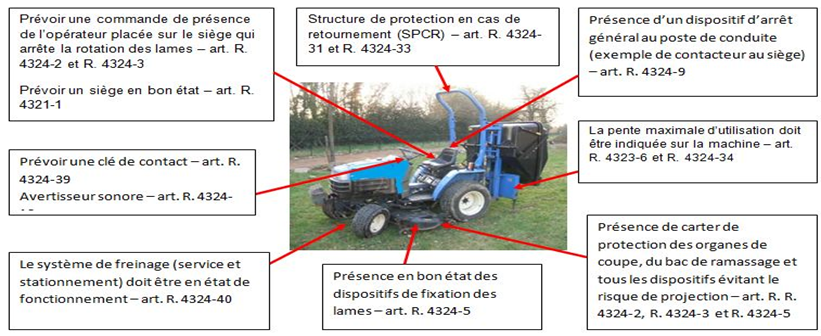 Prévoir une commande de présence
de l'opérateur placée sur le siège qui
arrête la rotation des lames – art. R.
4324-2 et R. 4324-3
Prévoir un siège en bon état – art. R.
4321-1
Structure de protection en cas de
retournement (SPCR) – art. R. 4324-
31 et R. 4324-33
Présence d'un dispositif d'arrêt
général au poste de conduite
(exemple de contacteur au siège)
– art. R. 4324-9
La pente maximale d'utilisation doit
être indiquée sur la machine – art.
R. 4323-6 et R. 4324-34
Prévoir une clé de contact – art. R.
4324-39
Avertisseur sonore – art. R. 4324-
Le système de freinage (service et
stationnement) doit être en état de
fonctionnement – art. R. 4324-40
Présence en bon état des
dispositifs de fixation des
lames – art. R. 4324-5
Présence de carter de
protection des organes de
coupe, du bac de ramassage et
tous les dispositifs évitant le
risque de projection – art. R. R.
4324-2, R. 4324-3 et R. 4324-5